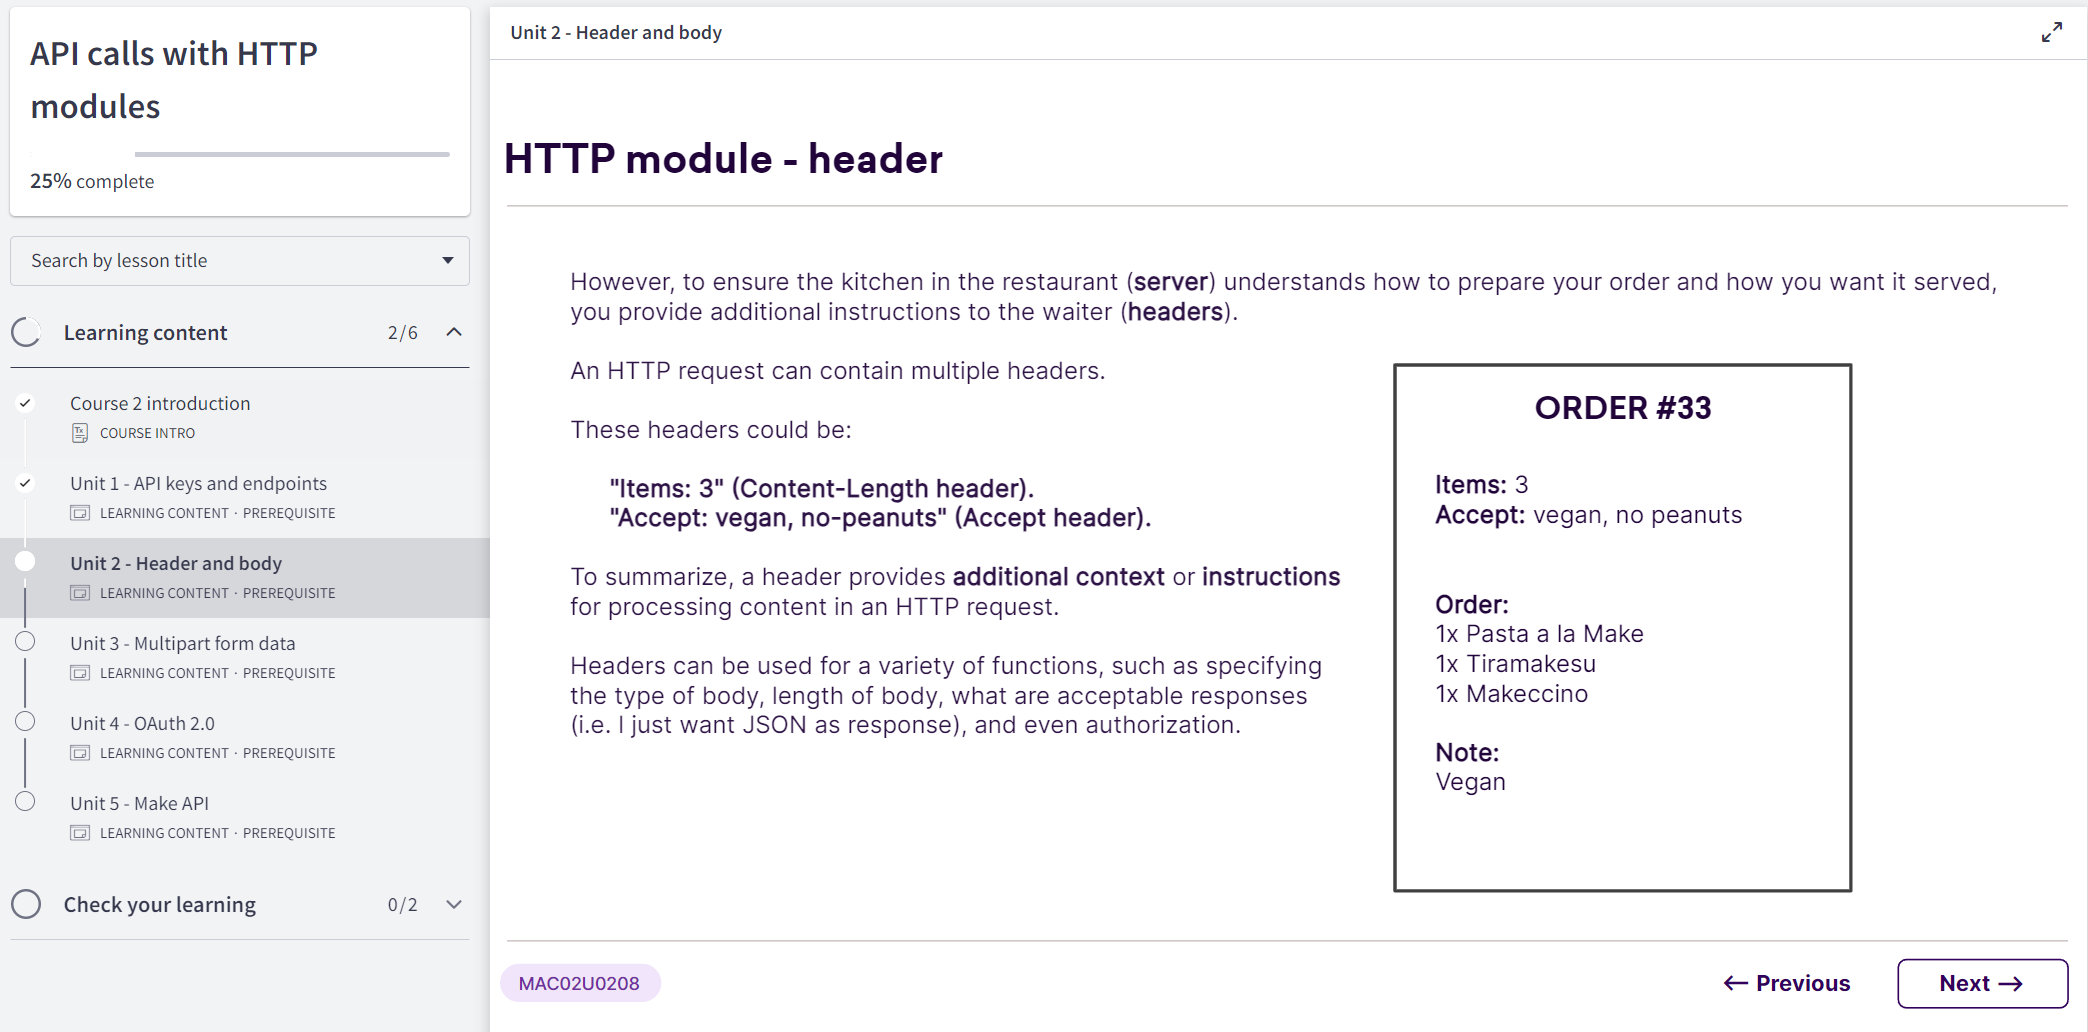 API calls with HTTP
modules
25% complete
Search by lesson title
Learning content 2/6
Course 2 introduction
COURSE INTRO
Unit 1 - API keys and endpoints
LEARNING CONTENT · PREREQUISITE
Unit 2 - Header and body
LEARNING CONTENT · PREREQUISITE
Unit 3 - Multipart form data
LEARNING CONTENT · PREREQUISITE
Unit 4 - OAuth 2.0
LEARNING CONTENT · PREREQUISITE
Unit 5 - Make API
LEARNING CONTENT · PREREQUISITE
Check your learning 0/2
Unit 2 - Header and body
HTTP module - header
However, to ensure the kitchen in the restaurant (server) understands how to prepare your order and how you want it served,
you provide additional instructions to the waiter (headers).
An HTTP request can contain multiple headers.
These headers could be:
"Items: 3" (Content-Length header).
"Accept: vegan, no-peanuts" (Accept header).
To summarize, a header provides additional context or instructions
for processing content in an HTTP request.
Headers can be used for a variety of functions, such as specifying
the type of body, length of body, what are acceptable responses
(i.e. I just want JSON as response), and even authorization.
ORDER #33
Items: 3
Accept: vegan, no peanuts
Order:
1x Pasta a la Make
1x Tiramakesu
1x Makeccino
Note:
Vegan
MAC02U0208
← Previous
Next →